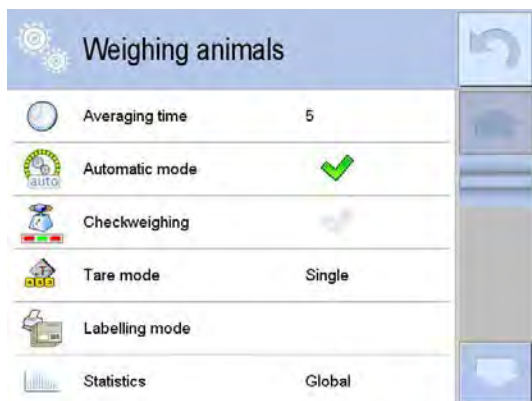 Weighing animals
Averaging time 5
auto
Automatic mode
Checkweighing
Tare mode Single
Labelling mode
Statistics Global